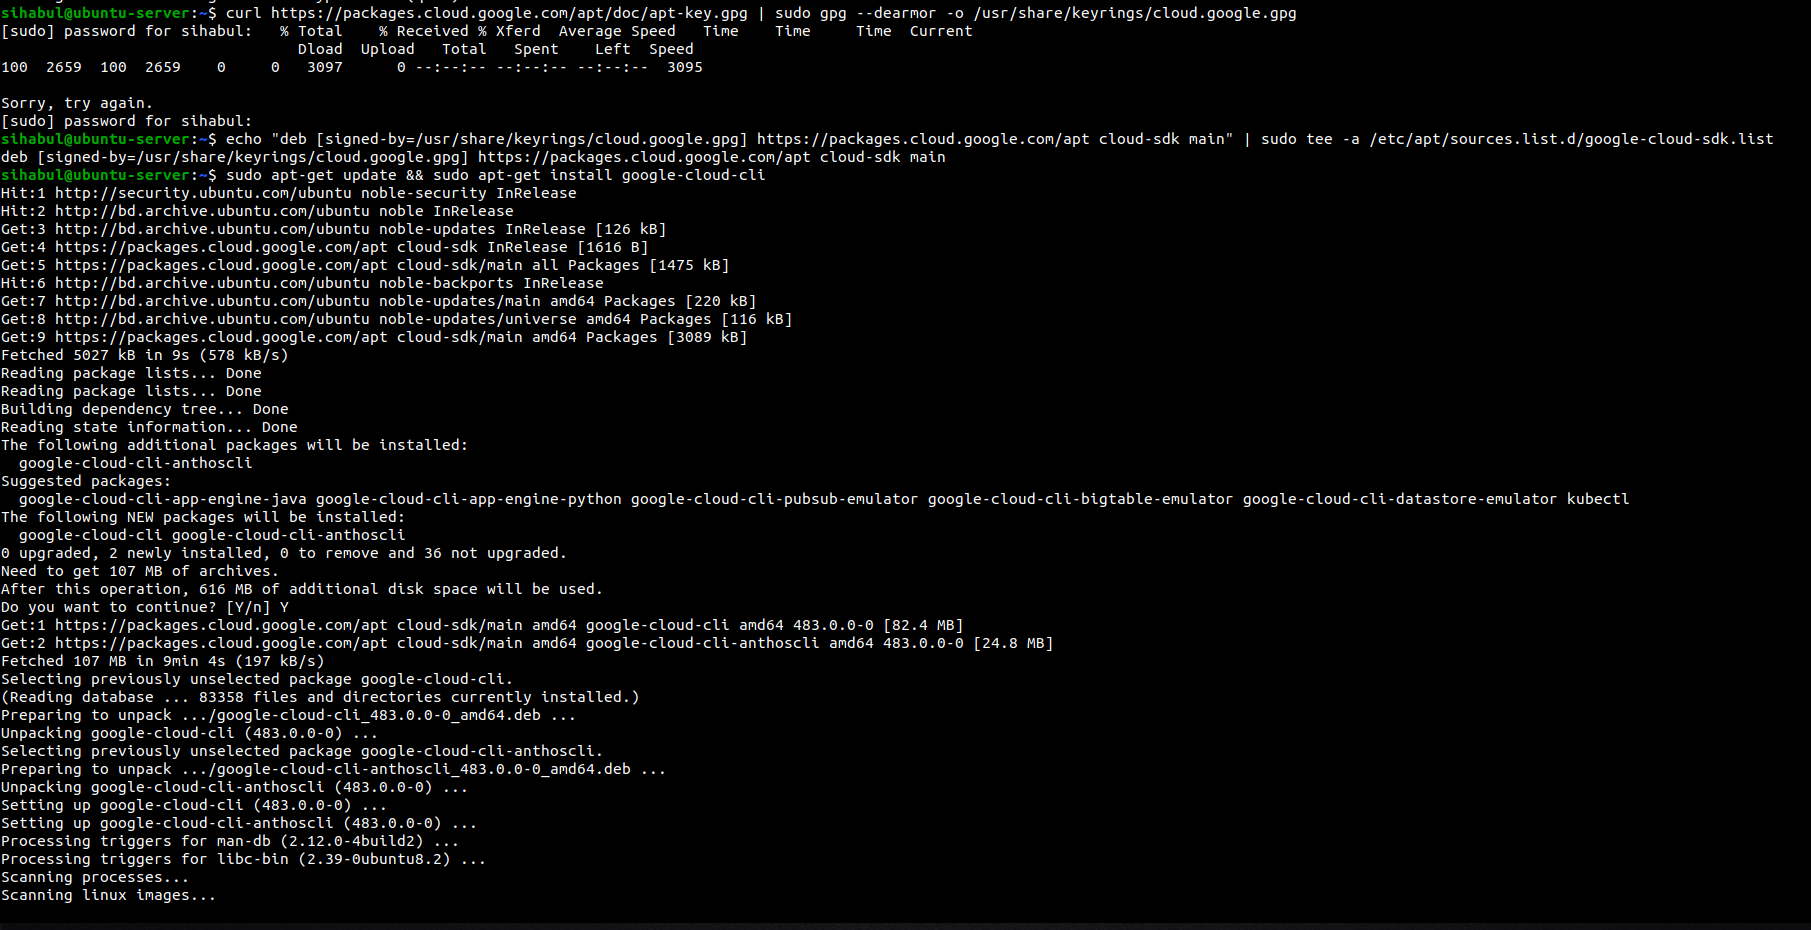 sihabul@ubuntu-server:~$ curl https://packages.cloud.google.com/apt/doc/apt-key.gpg | sudo gpg --dearmor -o /usr/share/keyrings/cloud.google.gpg
[sudo] password for sihabul:   % Total    % Received % Xferd  Average Speed   Time    Time     Time  Current
                                 Dload  Upload   Total   Spent    Left  Speed
100  2659  100  2659    0     0   3097      0 --:--:-- --:--:-- --:--:--  3095
Sorry, try again.
[sudo] password for sihabul:
sihabul@ubuntu-server:~$ echo "deb [signed-by=/usr/share/keyrings/cloud.google.gpg] https://packages.cloud.google.com/apt cloud-sdk main" | sudo tee -a /etc/apt/sources.list.d/google-cloud-sdk.list
deb [signed-by=/usr/share/keyrings/cloud.google.gpg] https://packages.cloud.google.com/apt cloud-sdk main
sihabul@ubuntu-server:~$ sudo apt-get update && sudo apt-get install google-cloud-cli
Hit:1 http://security.ubuntu.com/ubuntu noble-security InRelease
Hit:2 http://bd.archive.ubuntu.com/ubuntu noble InRelease
Get:3 http://bd.archive.ubuntu.com/ubuntu noble-updates InRelease [126 kB]
Get:4 https://packages.cloud.google.com/apt cloud-sdk InRelease [1616 B]
Get:5 https://packages.cloud.google.com/apt cloud-sdk/main all Packages [1475 kB]
Hit:6 http://bd.archive.ubuntu.com/ubuntu noble-backports InRelease
Get:7 http://bd.archive.ubuntu.com/ubuntu noble-updates/main amd64 Packages [220 kB]
Get:8 http://bd.archive.ubuntu.com/ubuntu noble-updates/universe amd64 Packages [116 kB]
Get:9 https://packages.cloud.google.com/apt cloud-sdk/main amd64 Packages [3089 kB]
Fetched 5027 kB in 9s (578 kB/s)
Reading package lists... Done
Reading package lists... Done
Building dependency tree... Done
Reading state information... Done
The following additional packages will be installed:
  google-cloud-cli-anthoscli
Suggested packages:
  google-cloud-cli-app-engine-java google-cloud-cli-app-engine-python google-cloud-cli-pubsub-emulator google-cloud-cli-bigtable-emulator google-cloud-cli-datastore-emulator kubectl
The following NEW packages will be installed:
  google-cloud-cli google-cloud-cli-anthoscli
0 upgraded, 2 newly installed, 0 to remove and 36 not upgraded.
Need to get 107 MB of archives.
After this operation, 616 MB of additional disk space will be used.
Do you want to continue? [Y/n] Y
Get:1 https://packages.cloud.google.com/apt cloud-sdk/main amd64 google-cloud-cli amd64 483.0.0-0 [82.4 MB]
Get:2 https://packages.cloud.google.com/apt cloud-sdk/main amd64 google-cloud-cli-anthoscli amd64 483.0.0-0 [24.8 MB]
Fetched 107 MB in 9min 4s (197 kB/s)
Selecting previously unselected package google-cloud-cli.
(Reading database ... 83358 files and directories currently installed.)
Preparing to unpack .../google-cloud-cli_483.0.0-0_amd64.deb ...
Unpacking google-cloud-cli (483.0.0-0) ...
Selecting previously unselected package google-cloud-cli-anthoscli.
Preparing to unpack .../google-cloud-cli-anthoscli_483.0.0-0_amd64.deb ...
Unpacking google-cloud-cli-anthoscli (483.0.0-0) ...
Setting up google-cloud-cli (483.0.0-0) ...
Setting up google-cloud-cli-anthoscli (483.0.0-0) ...
Processing triggers for man-db (2.12.0-4build2) ...
Processing triggers for libc-bin (2.39-0ubuntu8.2) ...
Scanning processes...
Scanning linux images...